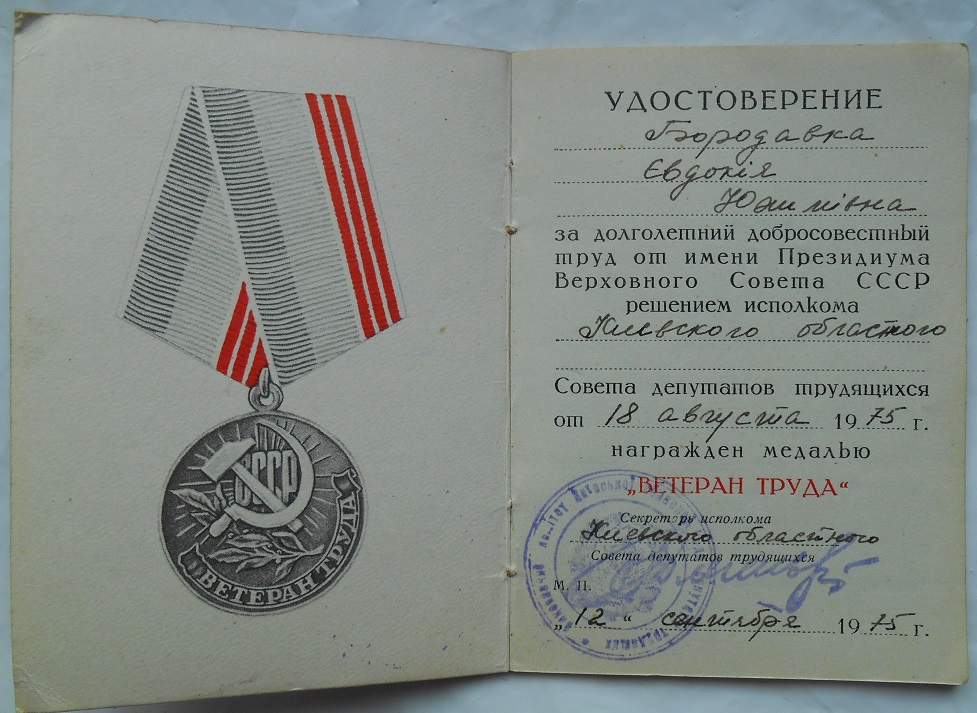 СССР
ВЕТЕРАН ТРУДА
УДОСТОВЕРЕНИЕ
Бородавка
Євдокія
Юхимівна
за долголетний добросовестный
труд от имени Президиума
Верховного Совета СССР
решением исполкома
Киевского областого
Совета депутатов трудящихся
от 18 августа 1975 г.
награжден медалью
„ВЕТЕРАН ТРУДА“
Секретарь исполкома
Киевского областного
Совета депутатов трудящихся
М. П.
„12“ сентября 1975 г.